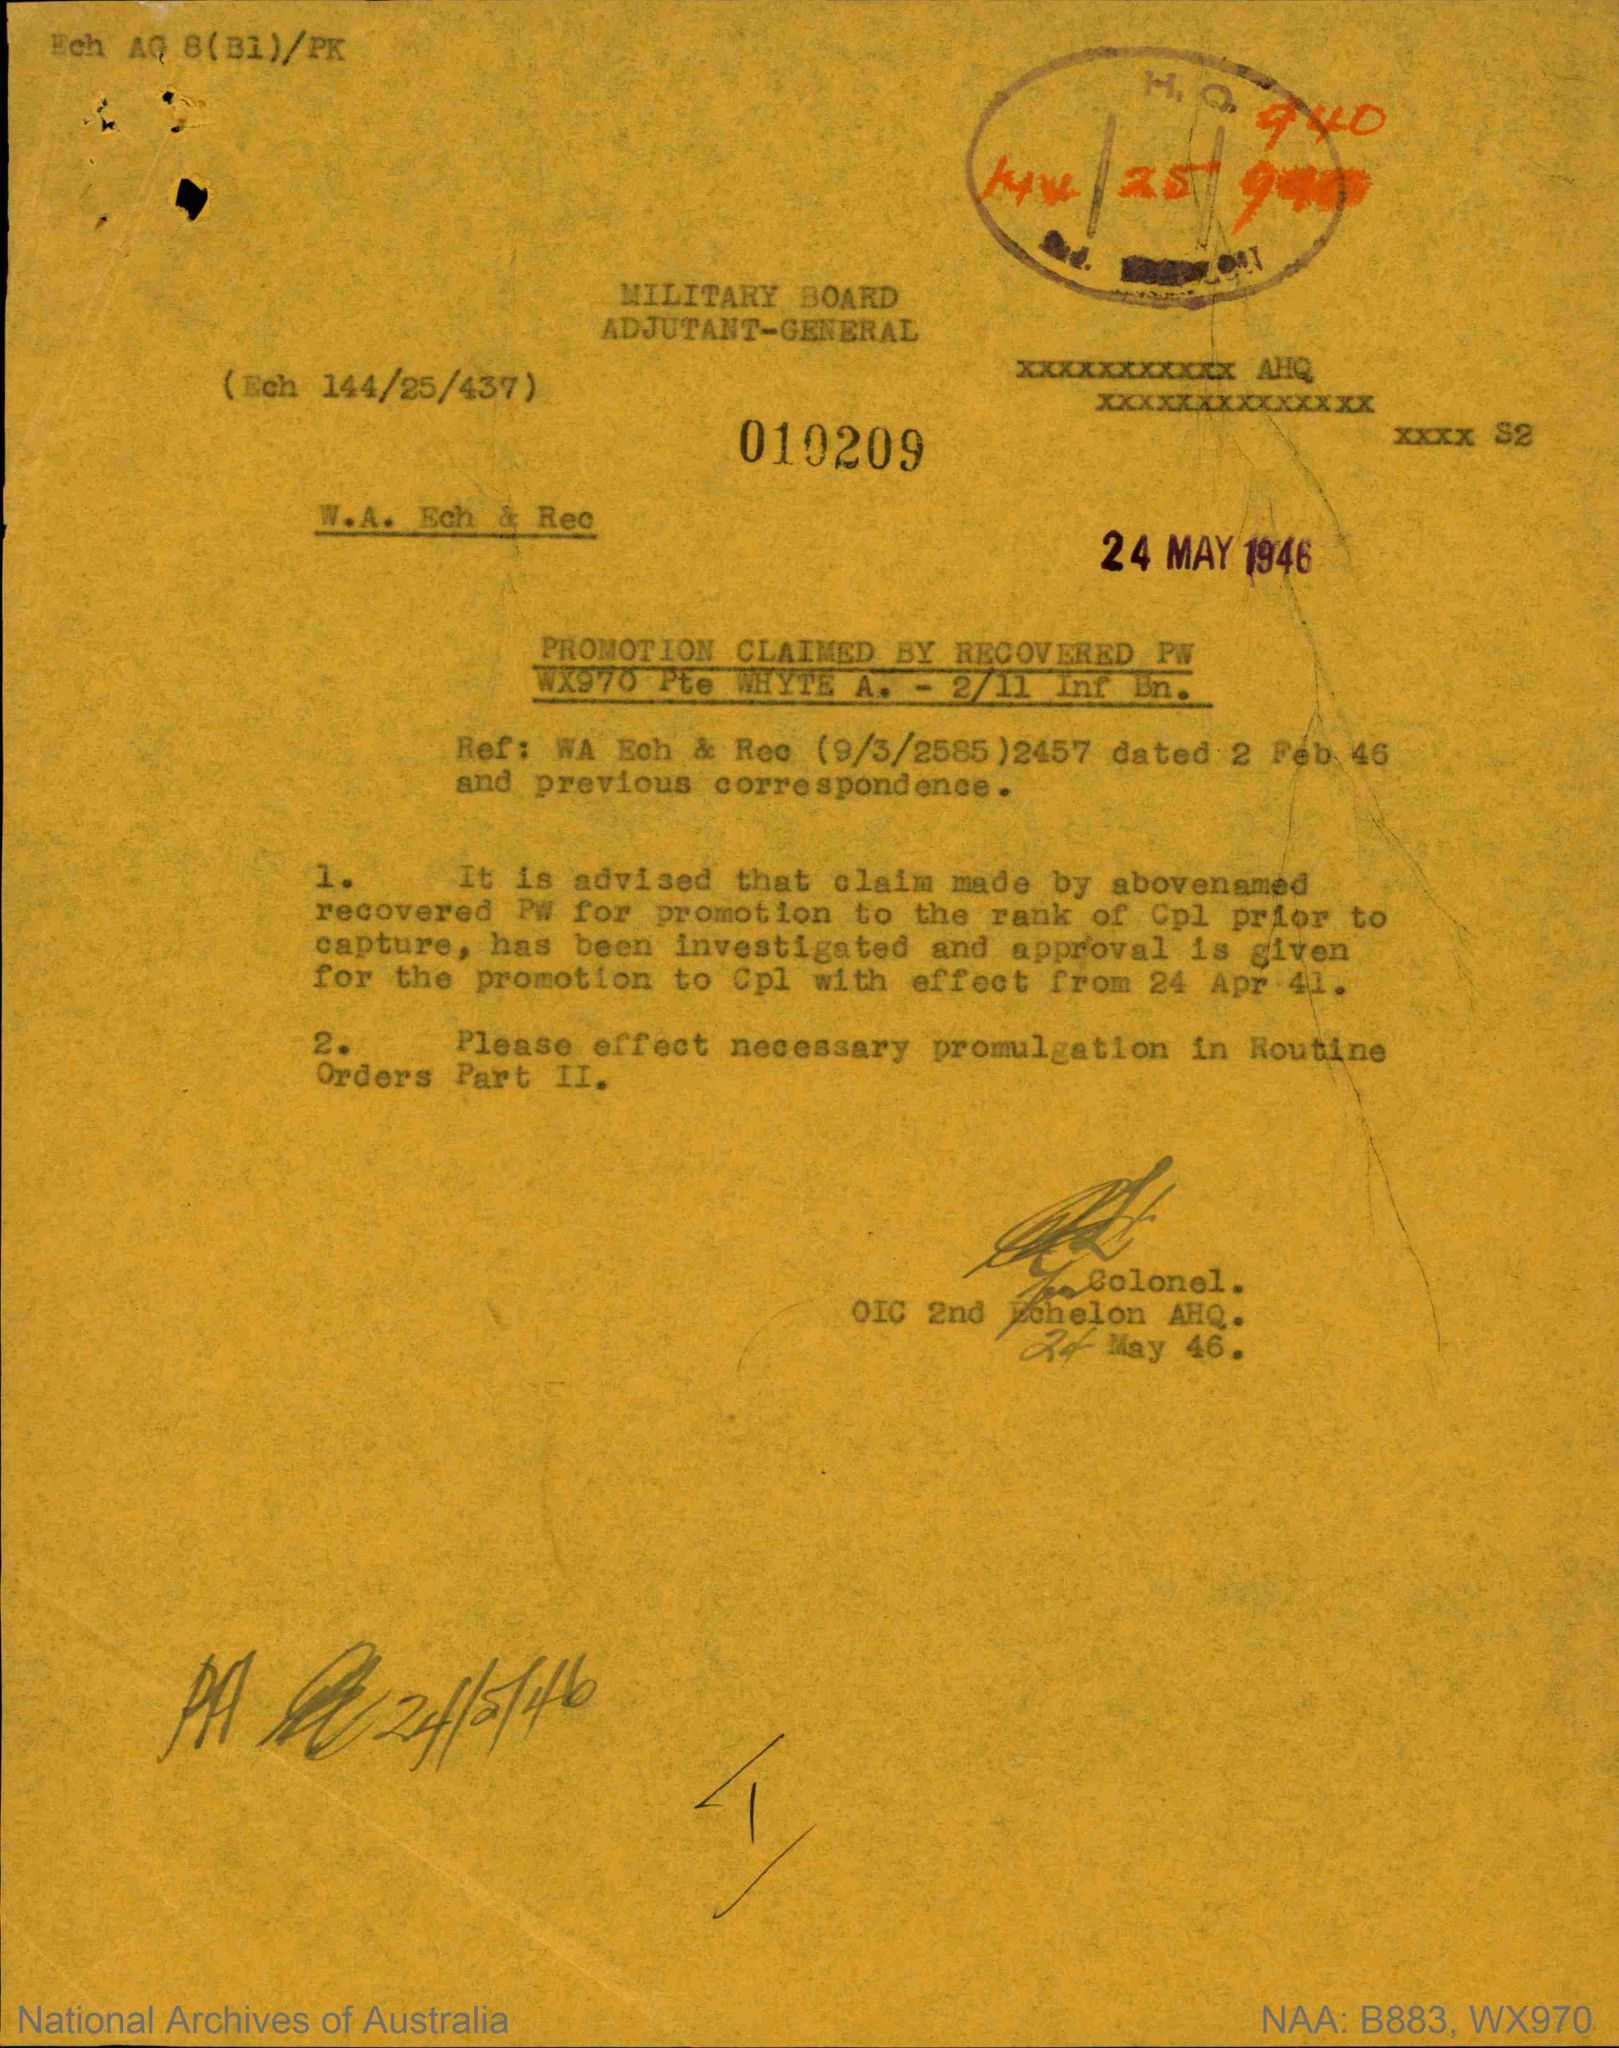 Ech AG 8(B1)/PK
H.Q.
940
144/25/
MILITARY BOARD
ADJUTANT-GENERAL
(Ech 144/25/437)
xxxxxxxxxxx AHQ
xxxxxxxxxxxxxx
xxxx S2
010209
W.A. Ech & Rec
24 MAY 1946
PROMOTION CLAIMED BY RECOVERED PW
WX970 Pte WHYTE A. - 2/11 Inf Bn.
Ref: WA Ech & Rec (9/3/2585)2457 dated 2 Feb 46
and previous correspondence.
1. It is advised that claim made by abovenamed
recovered PW for promotion to the rank of Cpl prior to
capture, has been investigated and approval is given
for the promotion to Cpl with effect from 24 Apr 41.
2. Please effect necessary promulgation in Routine
Orders Part II.
for Colonel.
OIC 2nd Echelon AHQ.
24 May 46.
PA 24/5/46
National Archives of Australia
NAA: B883, WX970